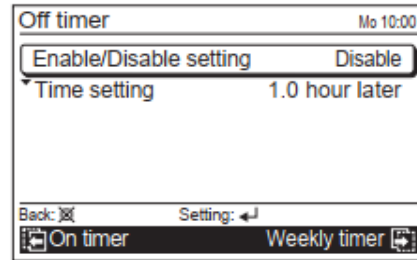 Off timer Mo 10:00
Enable/Disable setting Disable
Time setting 1.0 hour later
Back: Setting:
On timer Weekly timer